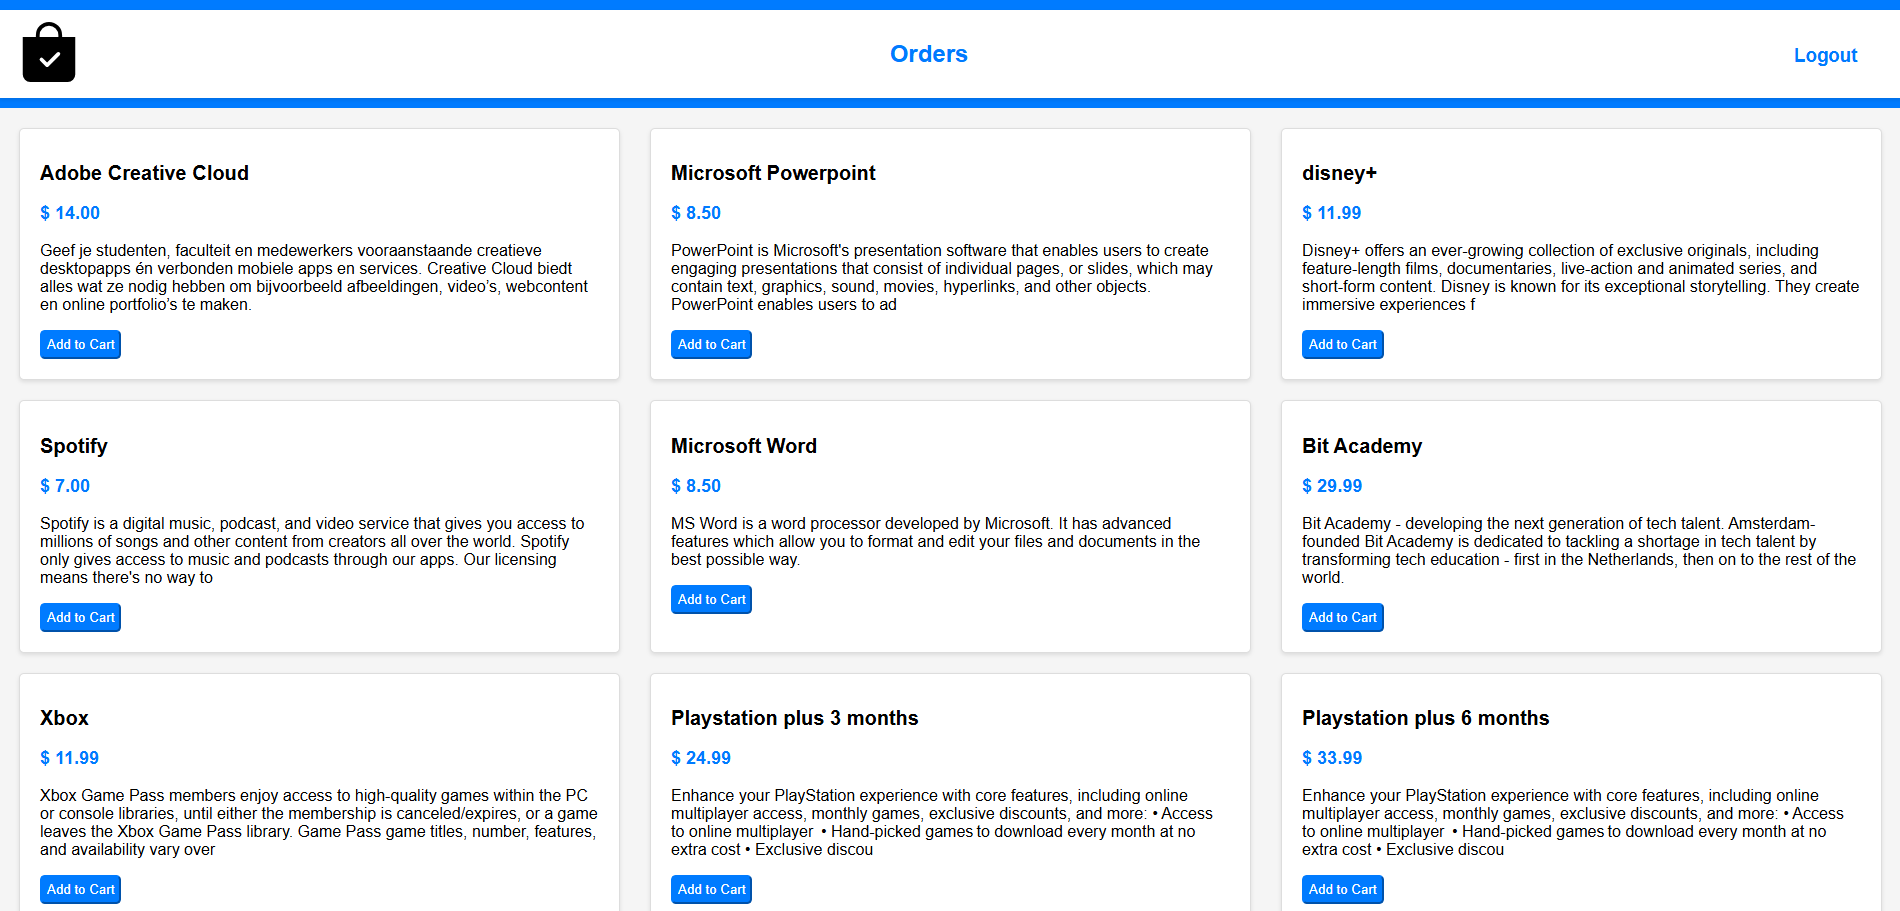 Orders
Logout
Adobe Creative Cloud
$ 14.00
Geef je studenten, faculteit en medewerkers vooraanstaande creatieve
desktopapps én verbonden mobiele apps en services. Creative Cloud biedt
alles wat ze nodig hebben om bijvoorbeeld afbeeldingen, video’s, webcontent
en online portfolio’s te maken.
Add to Cart
Microsoft Powerpoint
$ 8.50
PowerPoint is Microsoft's presentation software that enables users to create
engaging presentations that consist of individual pages, or slides, which may
contain text, graphics, sound, movies, hyperlinks, and other objects.
PowerPoint enables users to ad
Add to Cart
disney+
$ 11.99
Disney+ offers an ever-growing collection of exclusive originals, including
feature-length films, documentaries, live-action and animated series, and
short-form content. Disney is known for its exceptional storytelling. They create
immersive experiences f
Add to Cart
Spotify
$ 7.00
Spotify is a digital music, podcast, and video service that gives you access to
millions of songs and other content from creators all over the world. Spotify
only gives access to music and podcasts through our apps. Our licensing
means there's no way to
Add to Cart
Microsoft Word
$ 8.50
MS Word is a word processor developed by Microsoft. It has advanced
features which allow you to format and edit your files and documents in the
best possible way.
Add to Cart
Bit Academy
$ 29.99
Bit Academy - developing the next generation of tech talent. Amsterdam-
founded Bit Academy is dedicated to tackling a shortage in tech talent by
transforming tech education - first in the Netherlands, then on to the rest of the
world.
Add to Cart
Xbox
$ 11.99
Xbox Game Pass members enjoy access to high-quality games within the PC
or console libraries, until either the membership is canceled/expires, or a game
leaves the Xbox Game Pass library. Game Pass game titles, number, features,
and availability vary over
Add to Cart
Playstation plus 3 months
$ 24.99
Enhance your PlayStation experience with core features, including online
multiplayer access, monthly games, exclusive discounts, and more: • Access
to online multiplayer • Hand-picked games to download every month at no
extra cost • Exclusive discou
Add to Cart
Playstation plus 6 months
$ 33.99
Enhance your PlayStation experience with core features, including online
multiplayer access, monthly games, exclusive discounts, and more: • Access
to online multiplayer • Hand-picked games to download every month at no
extra cost • Exclusive discou
Add to Cart